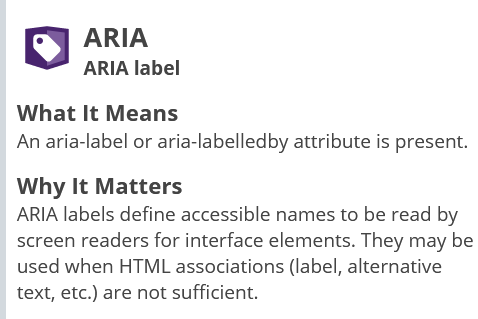 ARIA
ARIA label
What It Means
An aria-label or aria-labelledby attribute is present.
Why It Matters
ARIA labels define accessible names to be read by
screen readers for interface elements. They may be
used when HTML associations (label, alternative
text, etc.) are not sufficient.